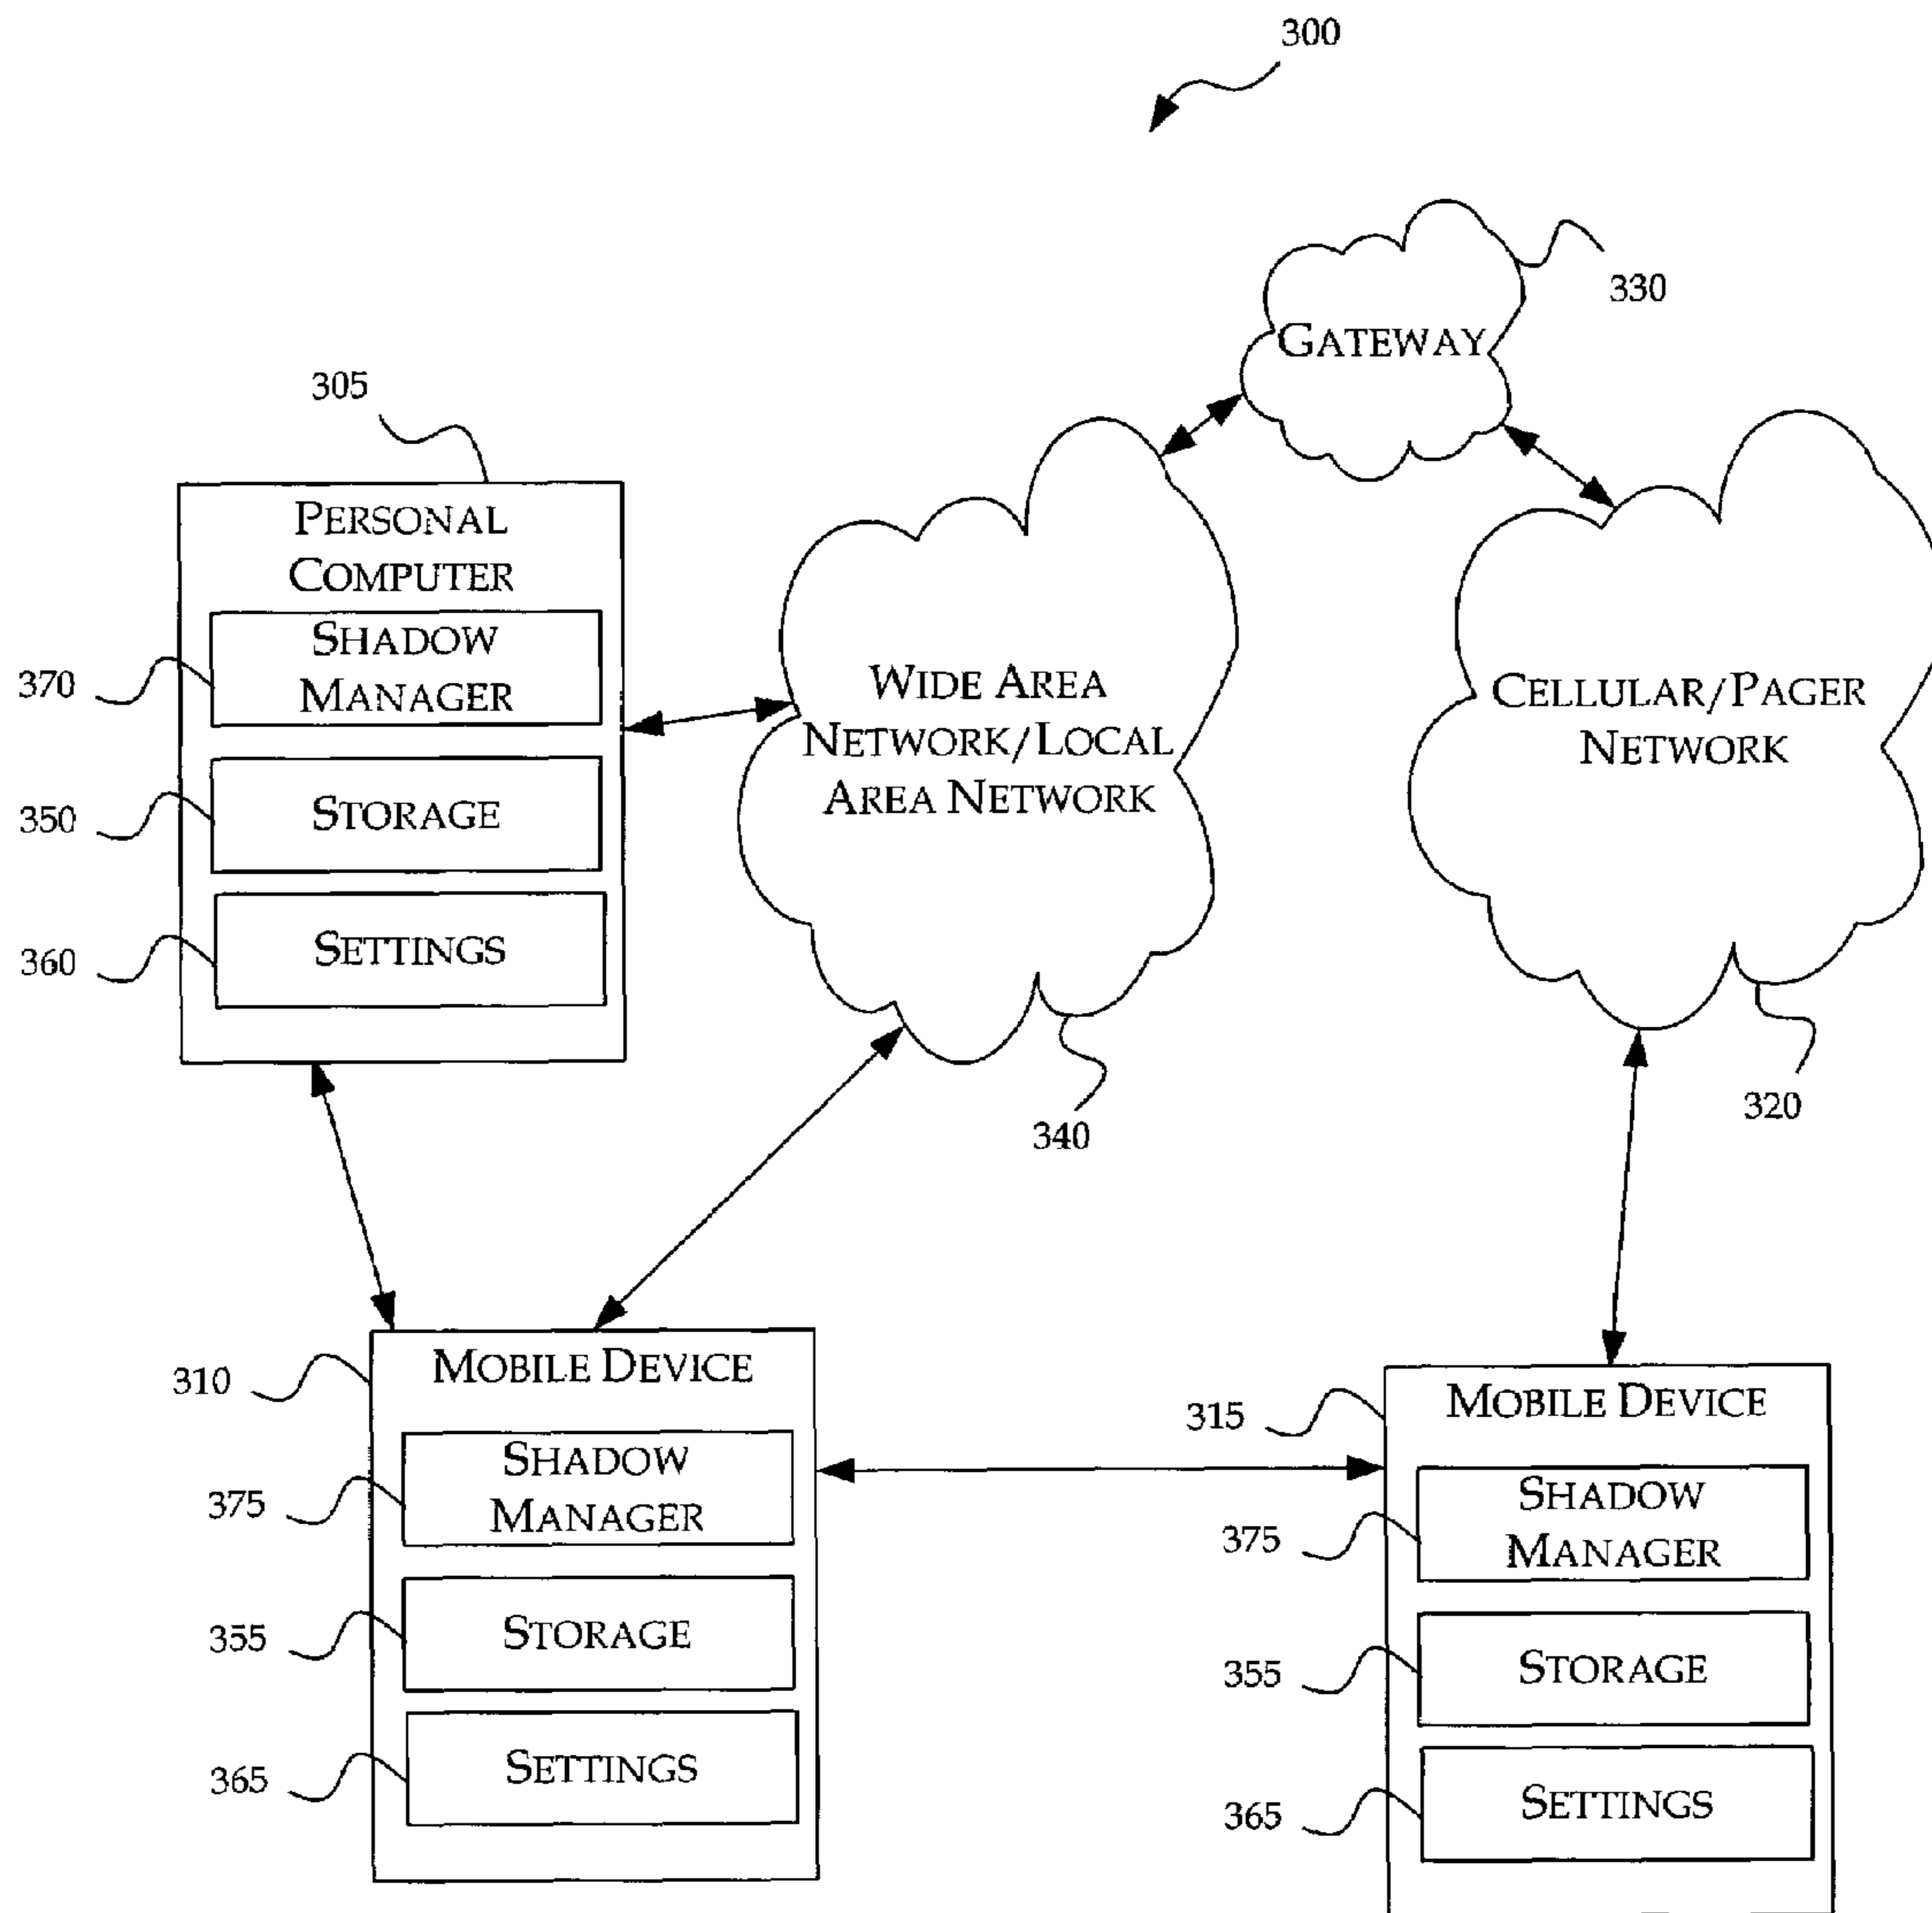 300
330
GATEWAY
305
PERSONAL
COMPUTER
SHADOW
MANAGER
370
STORAGE
350
SETTINGS
360
WIDE AREA
NETWORK/LOCAL
AREA NETWORK
340
CELLULAR/PAGER
NETWORK
320
310
MOBILE DEVICE
SHADOW
MANAGER
375
STORAGE
355
SETTINGS
365
315
MOBILE DEVICE
SHADOW
MANAGER
375
STORAGE
355
SETTINGS
365